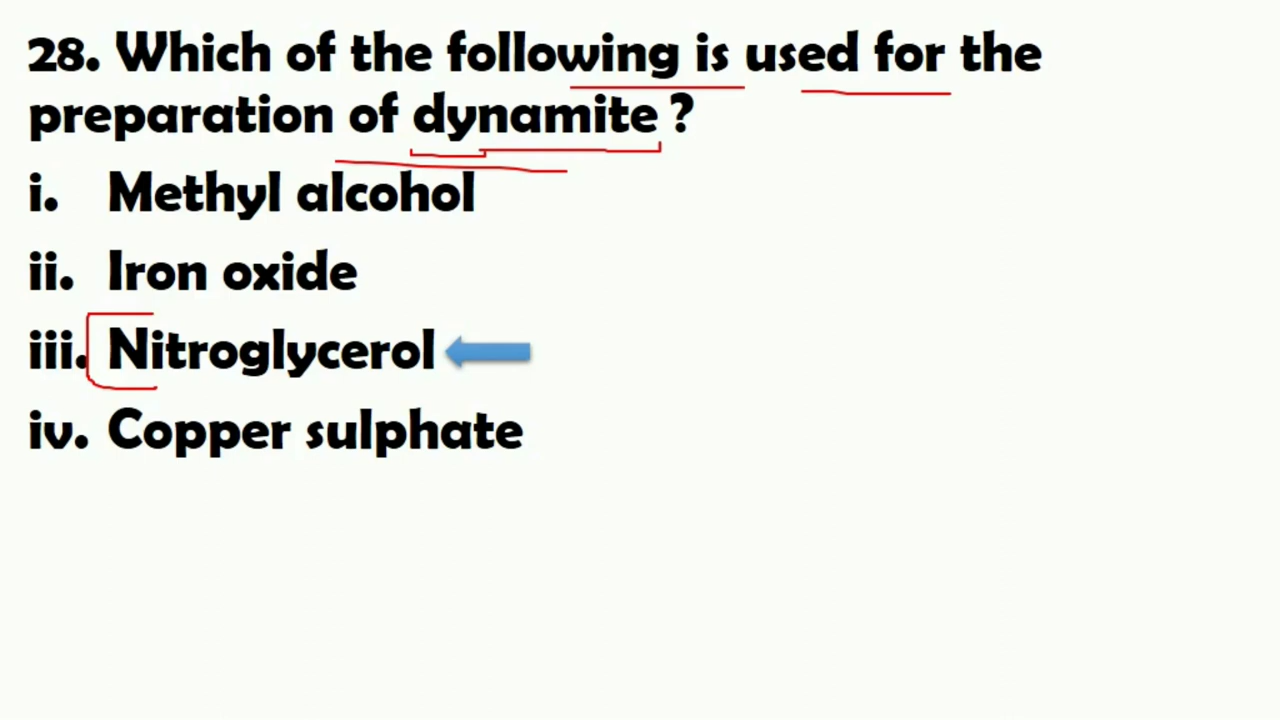 28. Which of the following is used for the
preparation of dynamite ?
i. Methyl alcohol
ii. Iron oxide
iii. Nitroglycerol
iv. Copper sulphate